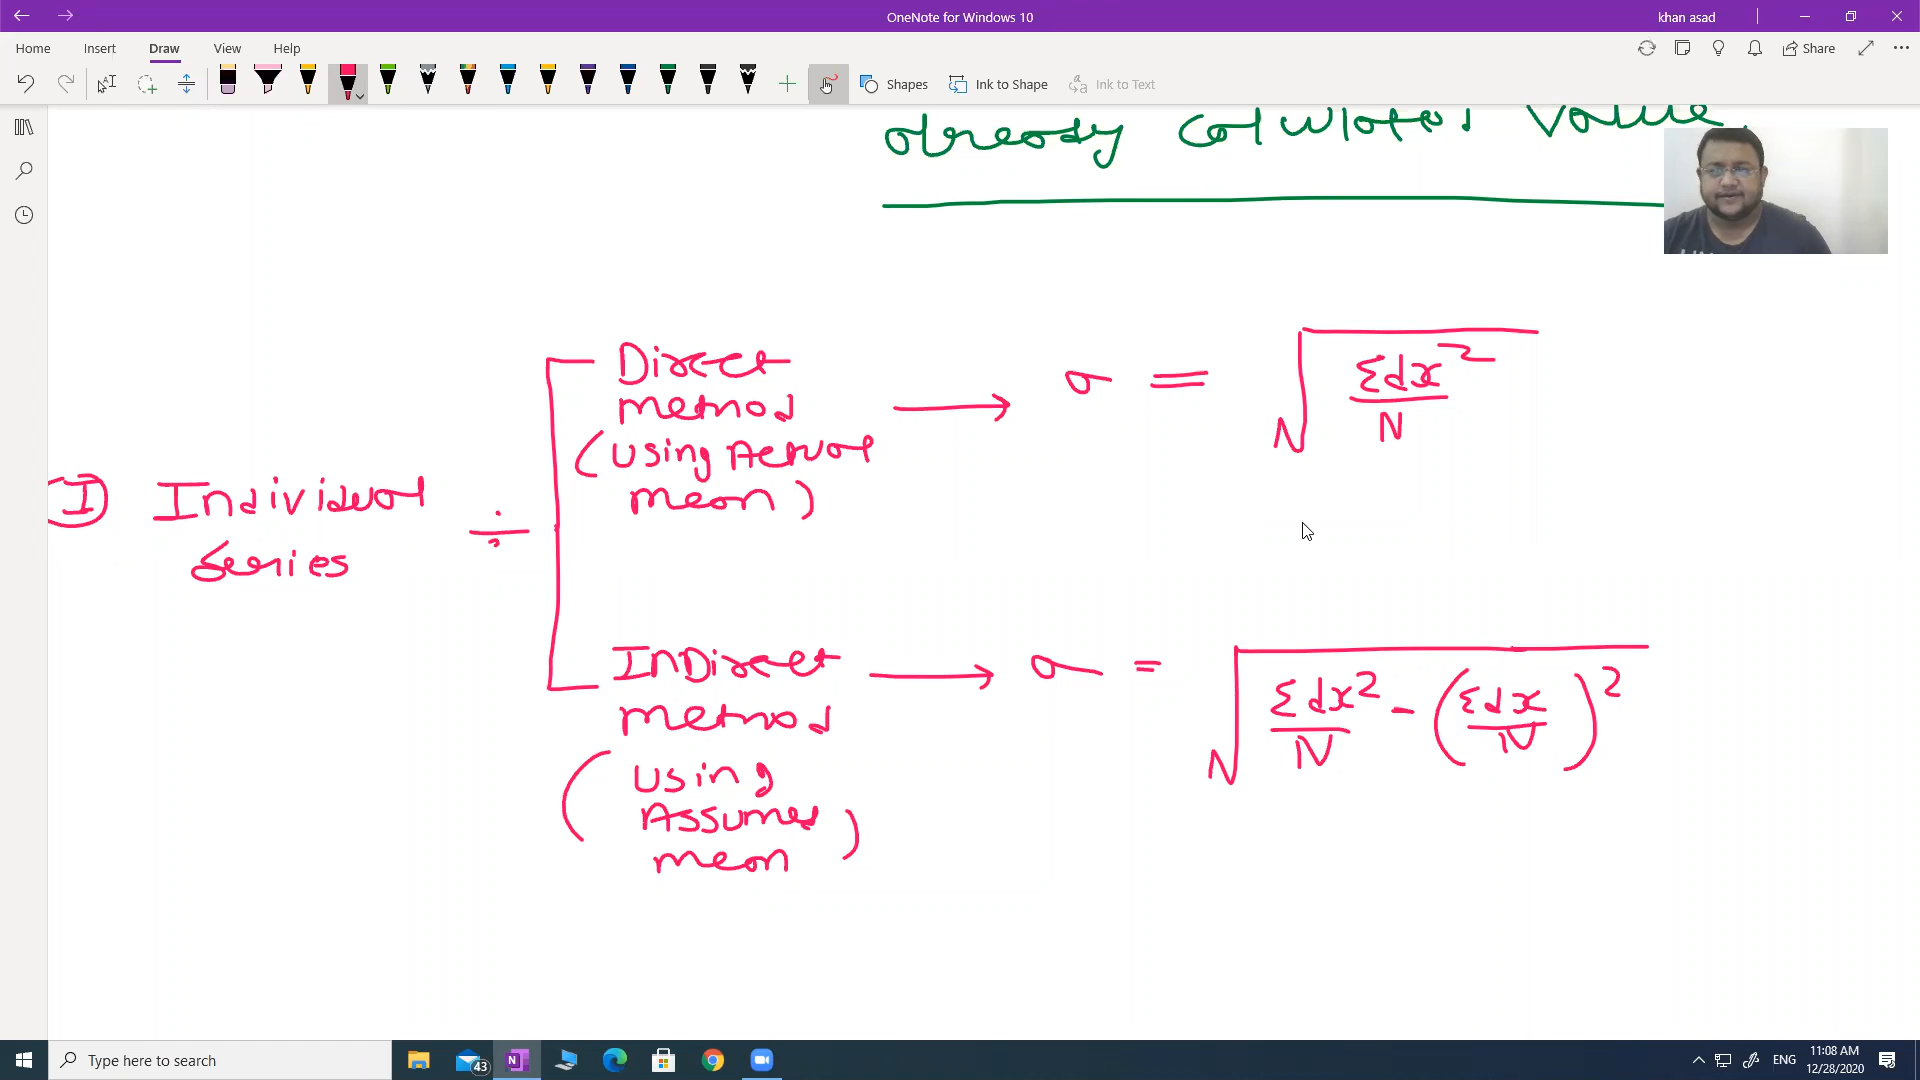 OneNote for Windows 10
khan asad
Home Insert Draw View Help
Share
Shapes Ink to Shape Ink to Text
already calculated value.
Direct
method
(using Actual
mean)
σ = √ Σdx² / N
I) Individual
Series
InDirect
method
(using
Assumed
mean)
σ = √ Σdx² / N - (Σdx / N)²
Type here to search
43
ENG
11:08 AM
12/28/2020